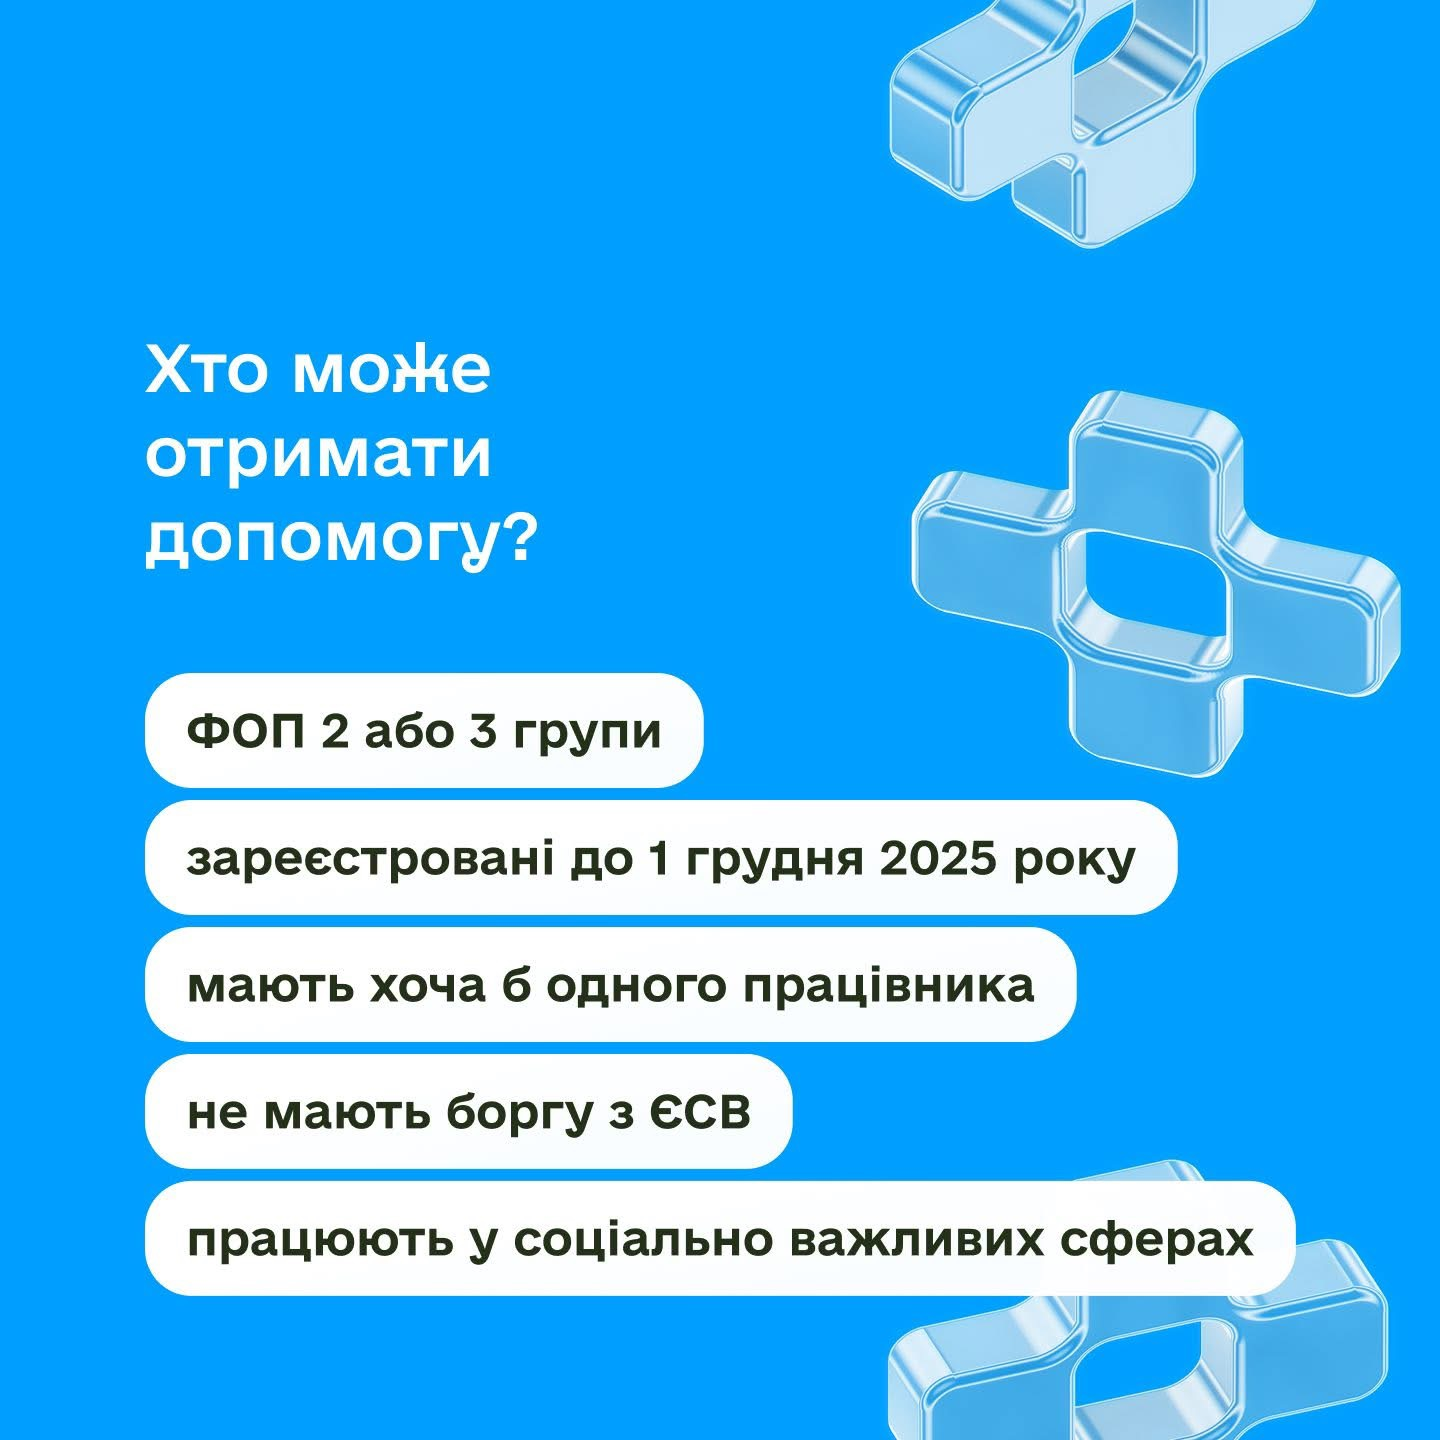 Хто може
отримати
допомогу?
ФОП 2 або 3 групи
зареєстровані до 1 грудня 2025 року
мають хоча б одного працівника
не мають боргу з ЄСВ
працюють у соціально важливих сферах